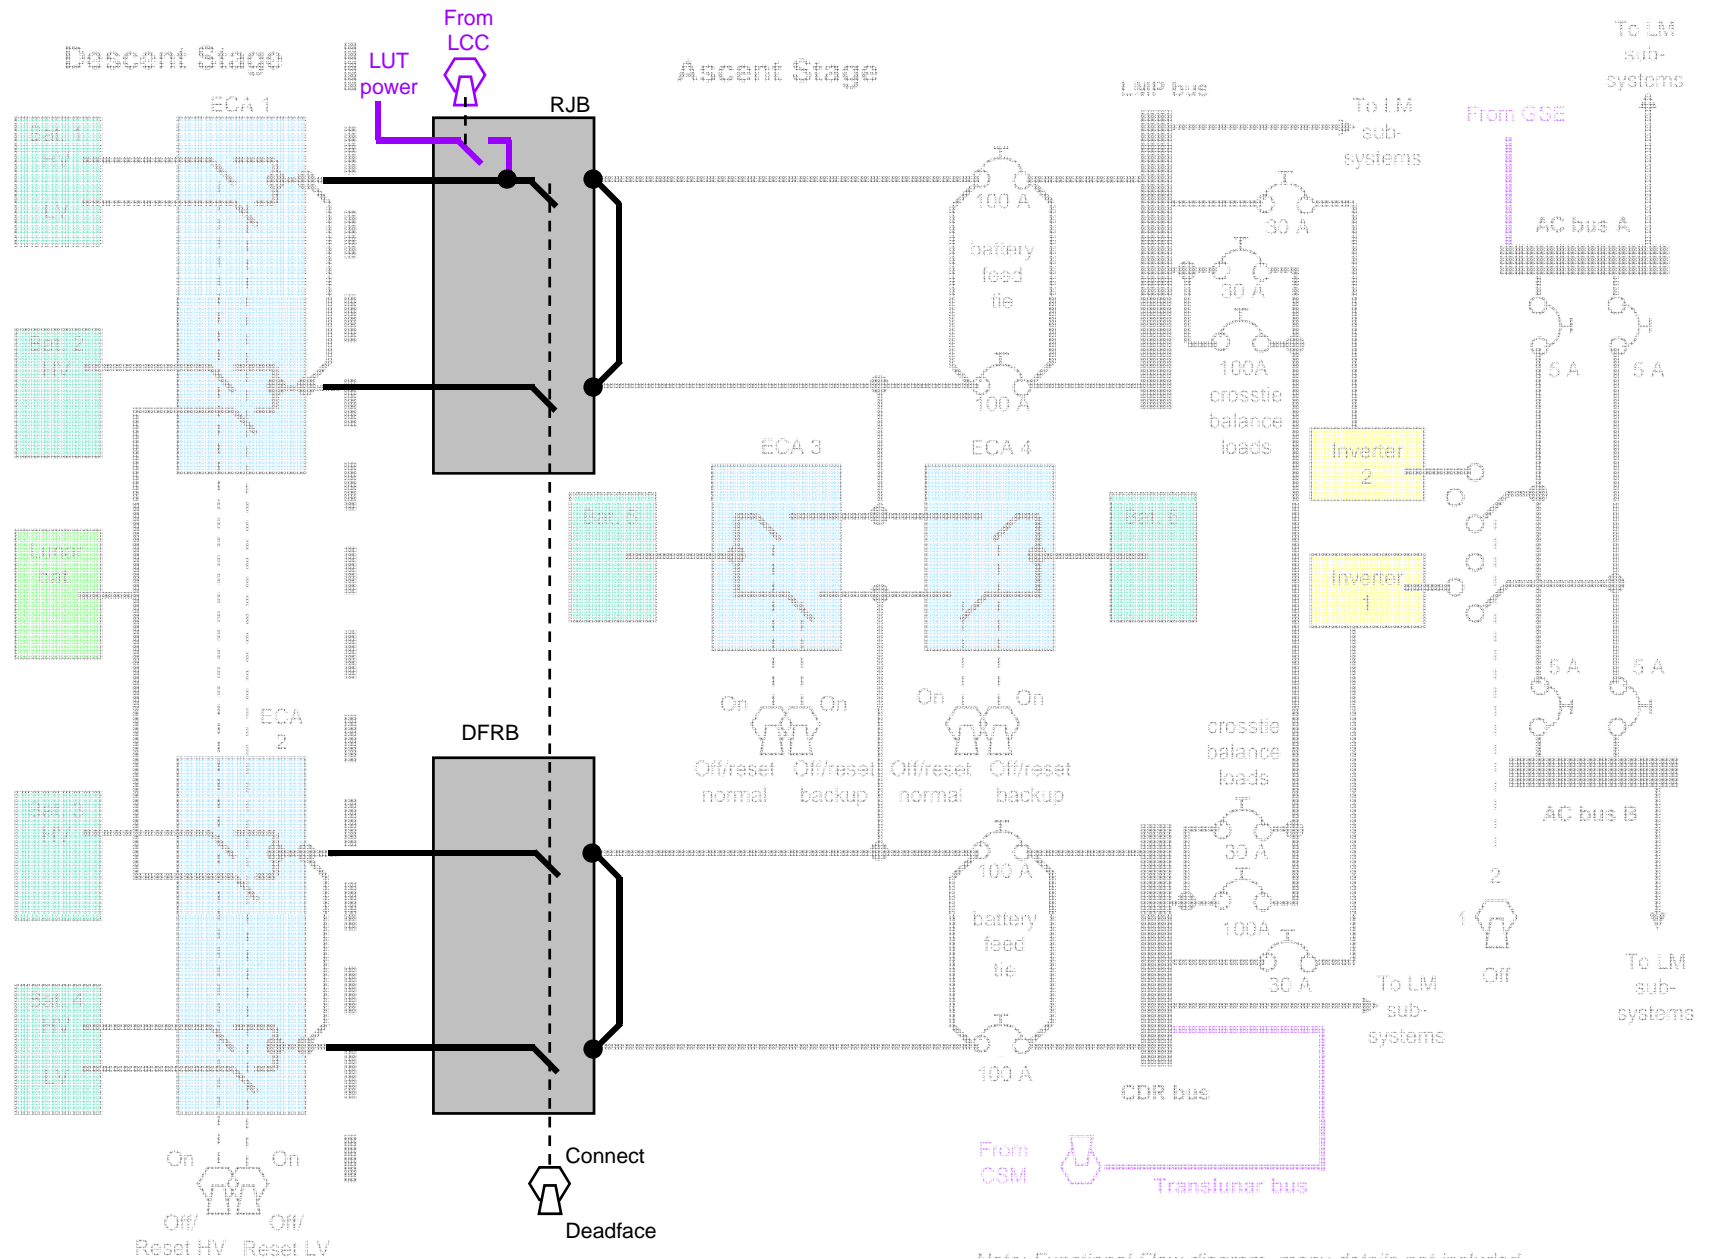 Descent Stage
From
LCC
LUT
power
Ascent Stage
To LM
sub-
systems
ECA 1
RJB
LMP bus
To LM
sub-
systems
From GSE
100 A
30 A
AC bus A
battery
feed
tie
30 A
100A
crosstie
balance
loads
5 A
5 A
100 A
ECA 3
ECA 4
Inverter
2
Inverter
1
ECA
2
DFRB
On
On
On
On
Off/reset
normal
Off/reset
backup
Off/reset
normal
Off/reset
backup
crosstie
balance
loads
5 A
5 A
AC bus B
30 A
100 A
battery
feed
tie
100A
30 A
2
1
Off
To LM
sub-
systems
To LM
sub-
systems
100 A
CDR bus
From
CSM
Translunar bus
On
On
Off/
Reset HV
Off/
Reset LV
Connect
Deadface